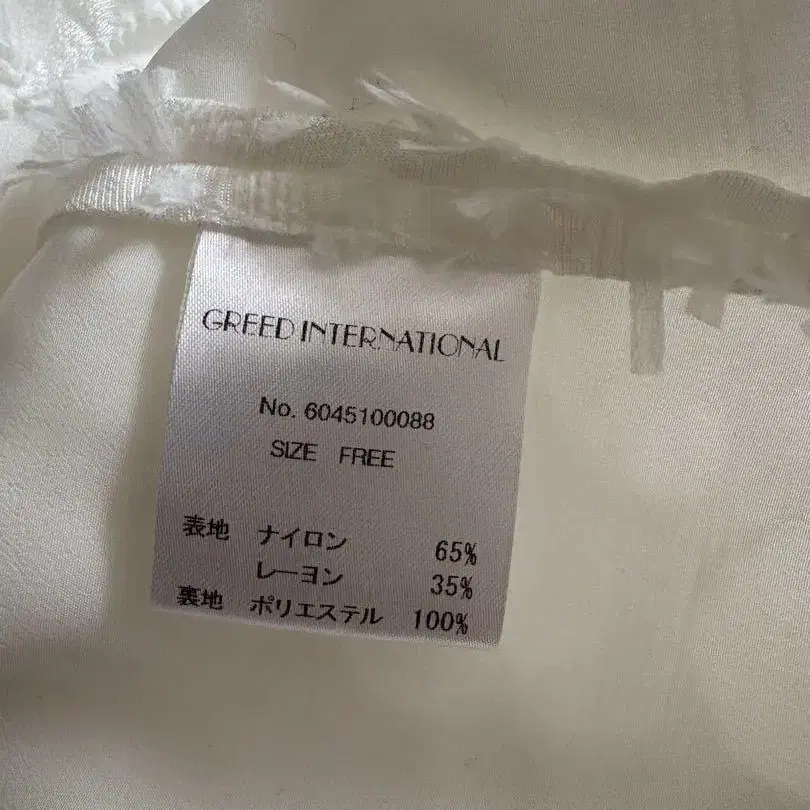 GREED INTERNATIONAL
No. 6045100088
SIZE FREE
表地 ナイロン 65%
レーヨン 35%
裏地 ポリエステル 100%